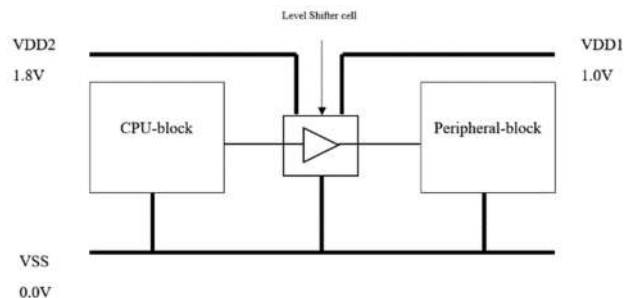 Level Shifter cell
VDD2
VDD1
1.8V
1.0V
CPU-block
Peripheral-block
VSS
0.0V